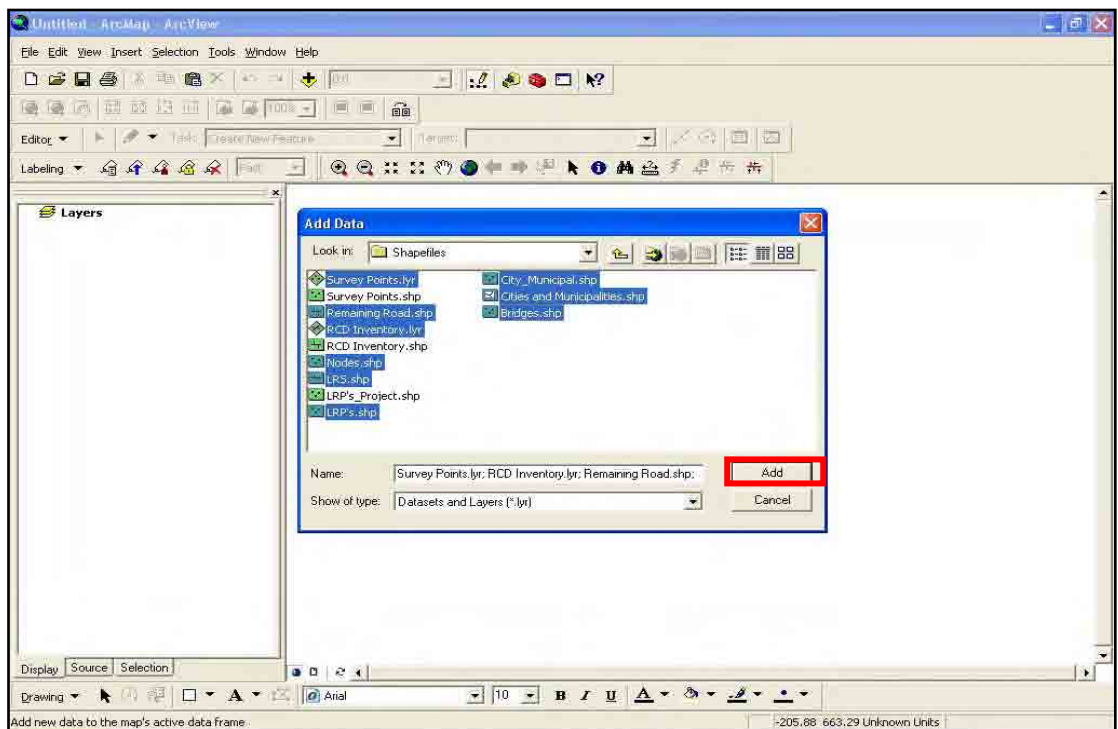 Untitled - ArcMap - ArcView
File Edit View Insert Selection Tools Window Help
100%
Editor Task: Create New Feature Target:
Labeling Fast
Layers
Add Data
Look in: Shapefiles
Survey Points.lyr
Survey Points.shp
Remaining Road.shp
RCD Inventory.lyr
RCD Inventory.shp
Nodes.shp
LRS.shp
LRP's_Project.shp
LRP's.shp
City_Municipal.shp
Cities and Municipalities.shp
Bridges.shp
Name: Survey Points.lyr; RCD Inventory.lyr; Remaining Road.shp; Add
Show of type: Datasets and Layers (*.lyr) Cancel
Display Source Selection
Drawing A Arial 10 B I U A
Add new data to the map's active data frame -205.88 663.29 Unknown Units